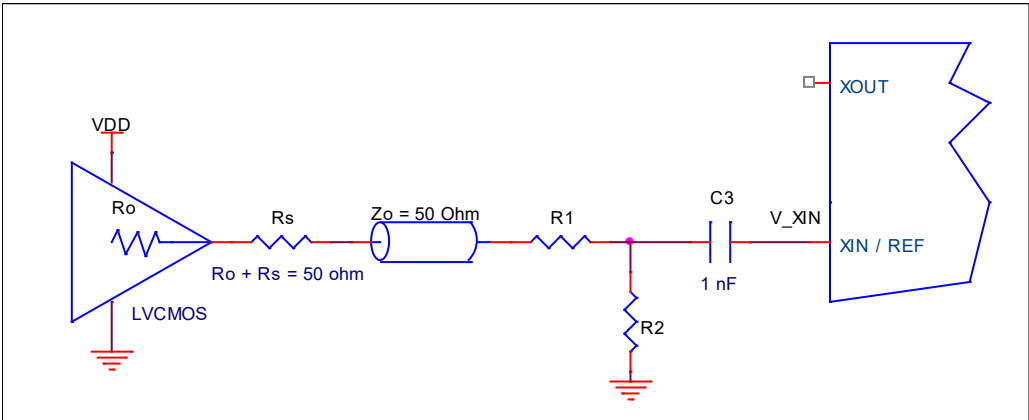 XOUT
VDD
Ro
Rs
Zo = 50 Ohm
R1
C3
V_XIN
XIN / REF
Ro + Rs = 50 ohm
1 nF
LVCMOS
R2